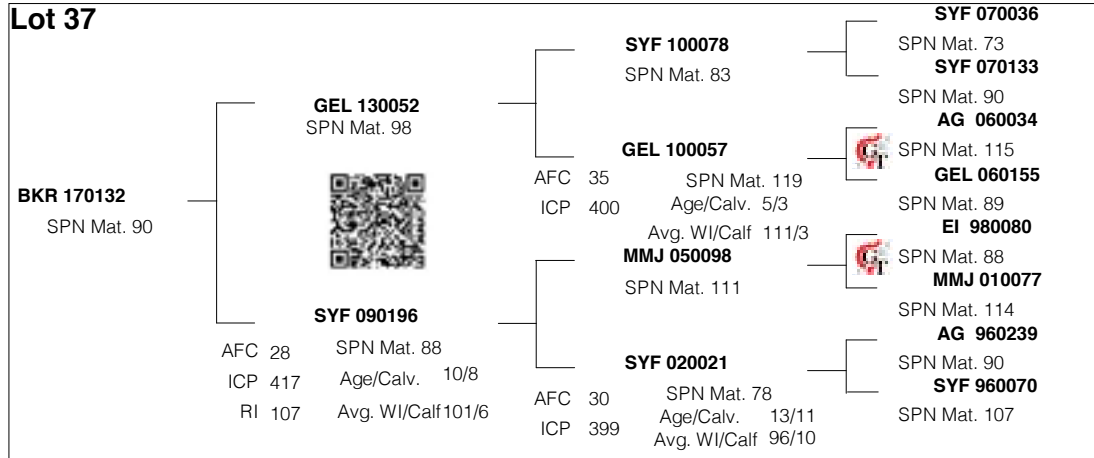 Lot 37
BKR 170132
SPN Mat. 90
GEL 130052
SPN Mat. 98
SYF 090196
AFC 28 SPN Mat. 88
ICP 417 Age/Calv. 10/8
RI 107 Avg. WI/Calf 101/6
SYF 100078
SPN Mat. 83
GEL 100057
AFC 35 SPN Mat. 119
ICP 400 Age/Calv. 5/3
Avg. WI/Calf 111/3
MMJ 050098
SPN Mat. 111
SYF 020021
AFC 30 SPN Mat. 78
ICP 399 Age/Calv. 13/11
Avg. WI/Calf 96/10
SYF 070036
SPN Mat. 73
SYF 070133
SPN Mat. 90
AG 060034
GT SPN Mat. 115
GEL 060155
SPN Mat. 89
EI 980080
GT SPN Mat. 88
MMJ 010077
SPN Mat. 114
AG 960239
SPN Mat. 90
SYF 960070
SPN Mat. 107